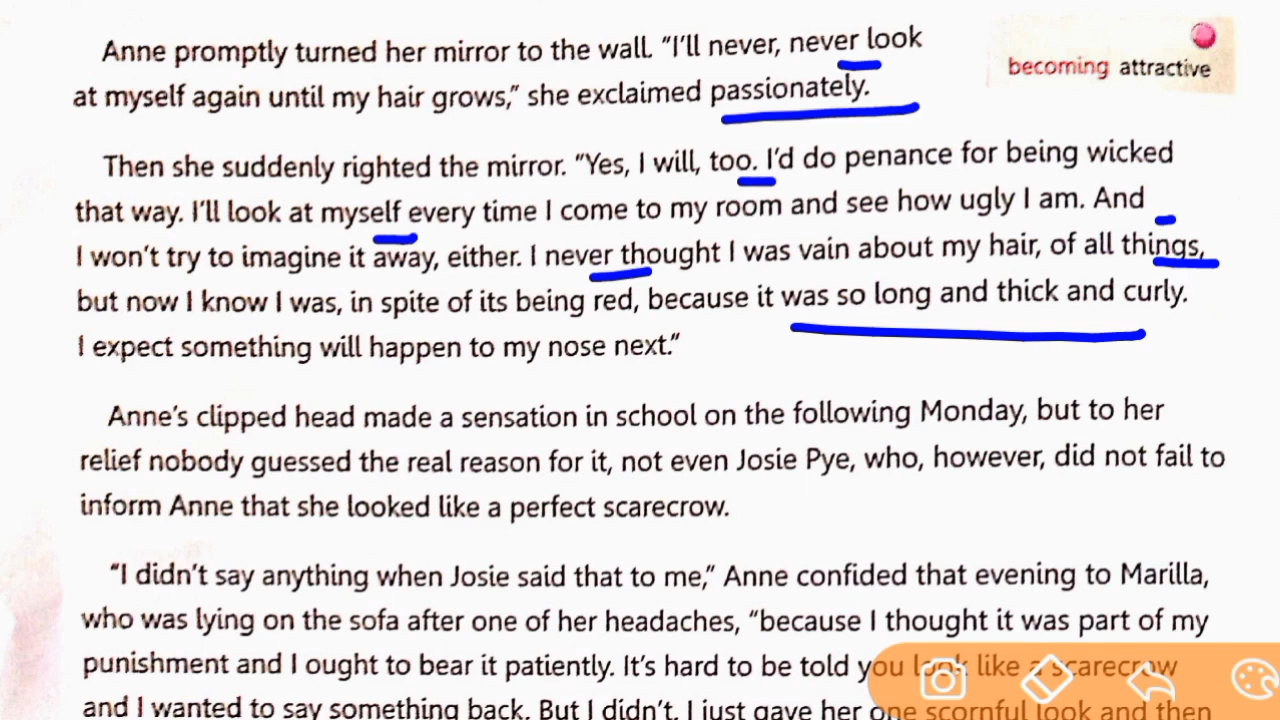 Anne promptly turned her mirror to the wall. “I’ll never, never look
at myself again until my hair grows,” she exclaimed passionately.
becoming attractive
Then she suddenly righted the mirror. “Yes, I will, too. I’d do penance for being wicked
that way. I’ll look at myself every time I come to my room and see how ugly I am. And
I won’t try to imagine it away, either. I never thought I was vain about my hair, of all things,
but now I know I was, in spite of its being red, because it was so long and thick and curly.
I expect something will happen to my nose next.”
Anne’s clipped head made a sensation in school on the following Monday, but to her
relief nobody guessed the real reason for it, not even Josie Pye, who, however, did not fail to
inform Anne that she looked like a perfect scarecrow.
“I didn’t say anything when Josie said that to me,” Anne confided that evening to Marilla,
who was lying on the sofa after one of her headaches, “because I thought it was part of my
punishment and I ought to bear it patiently. It’s hard to be told you look like a scarecrow
and I wanted to say something back. But I didn’t. I just gave her one scornful look and then